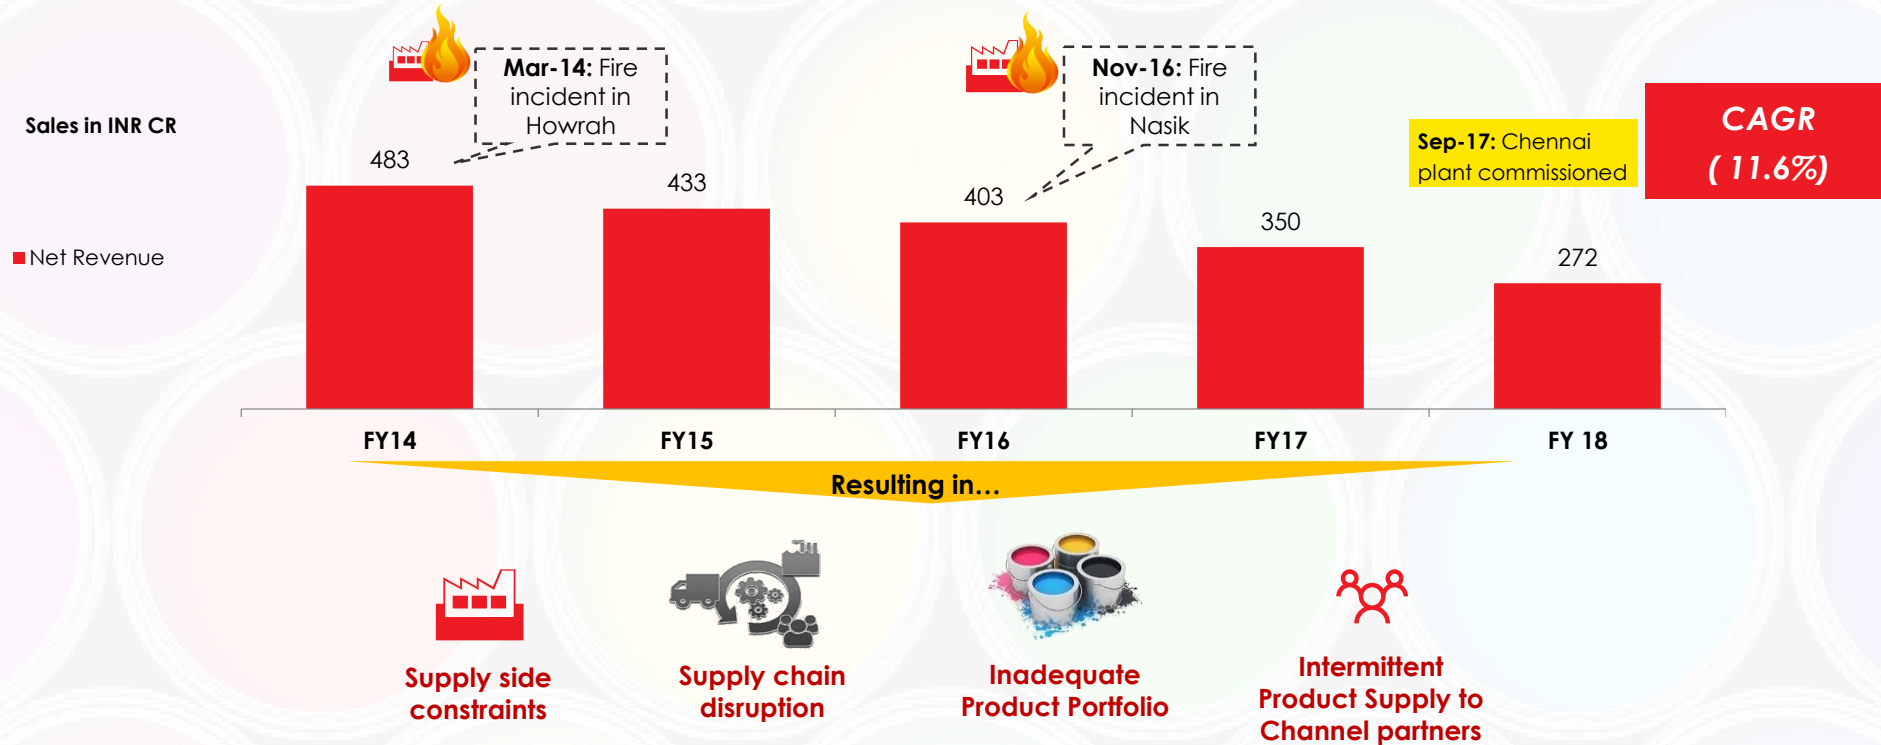 Mar-14: Fire
incident in
Howrah
Nov-16: Fire
incident in
Nasik
Sales in INR CR
Sep-17: Chennai
plant commissioned
CAGR
( 11.6%)
483
433
403
350
272
Net Revenue
FY14
FY15
FY16
FY17
FY 18
Resulting in…
Supply side
constraints
Supply chain
disruption
Inadequate
Product Portfolio
Intermittent
Product Supply to
Channel partners